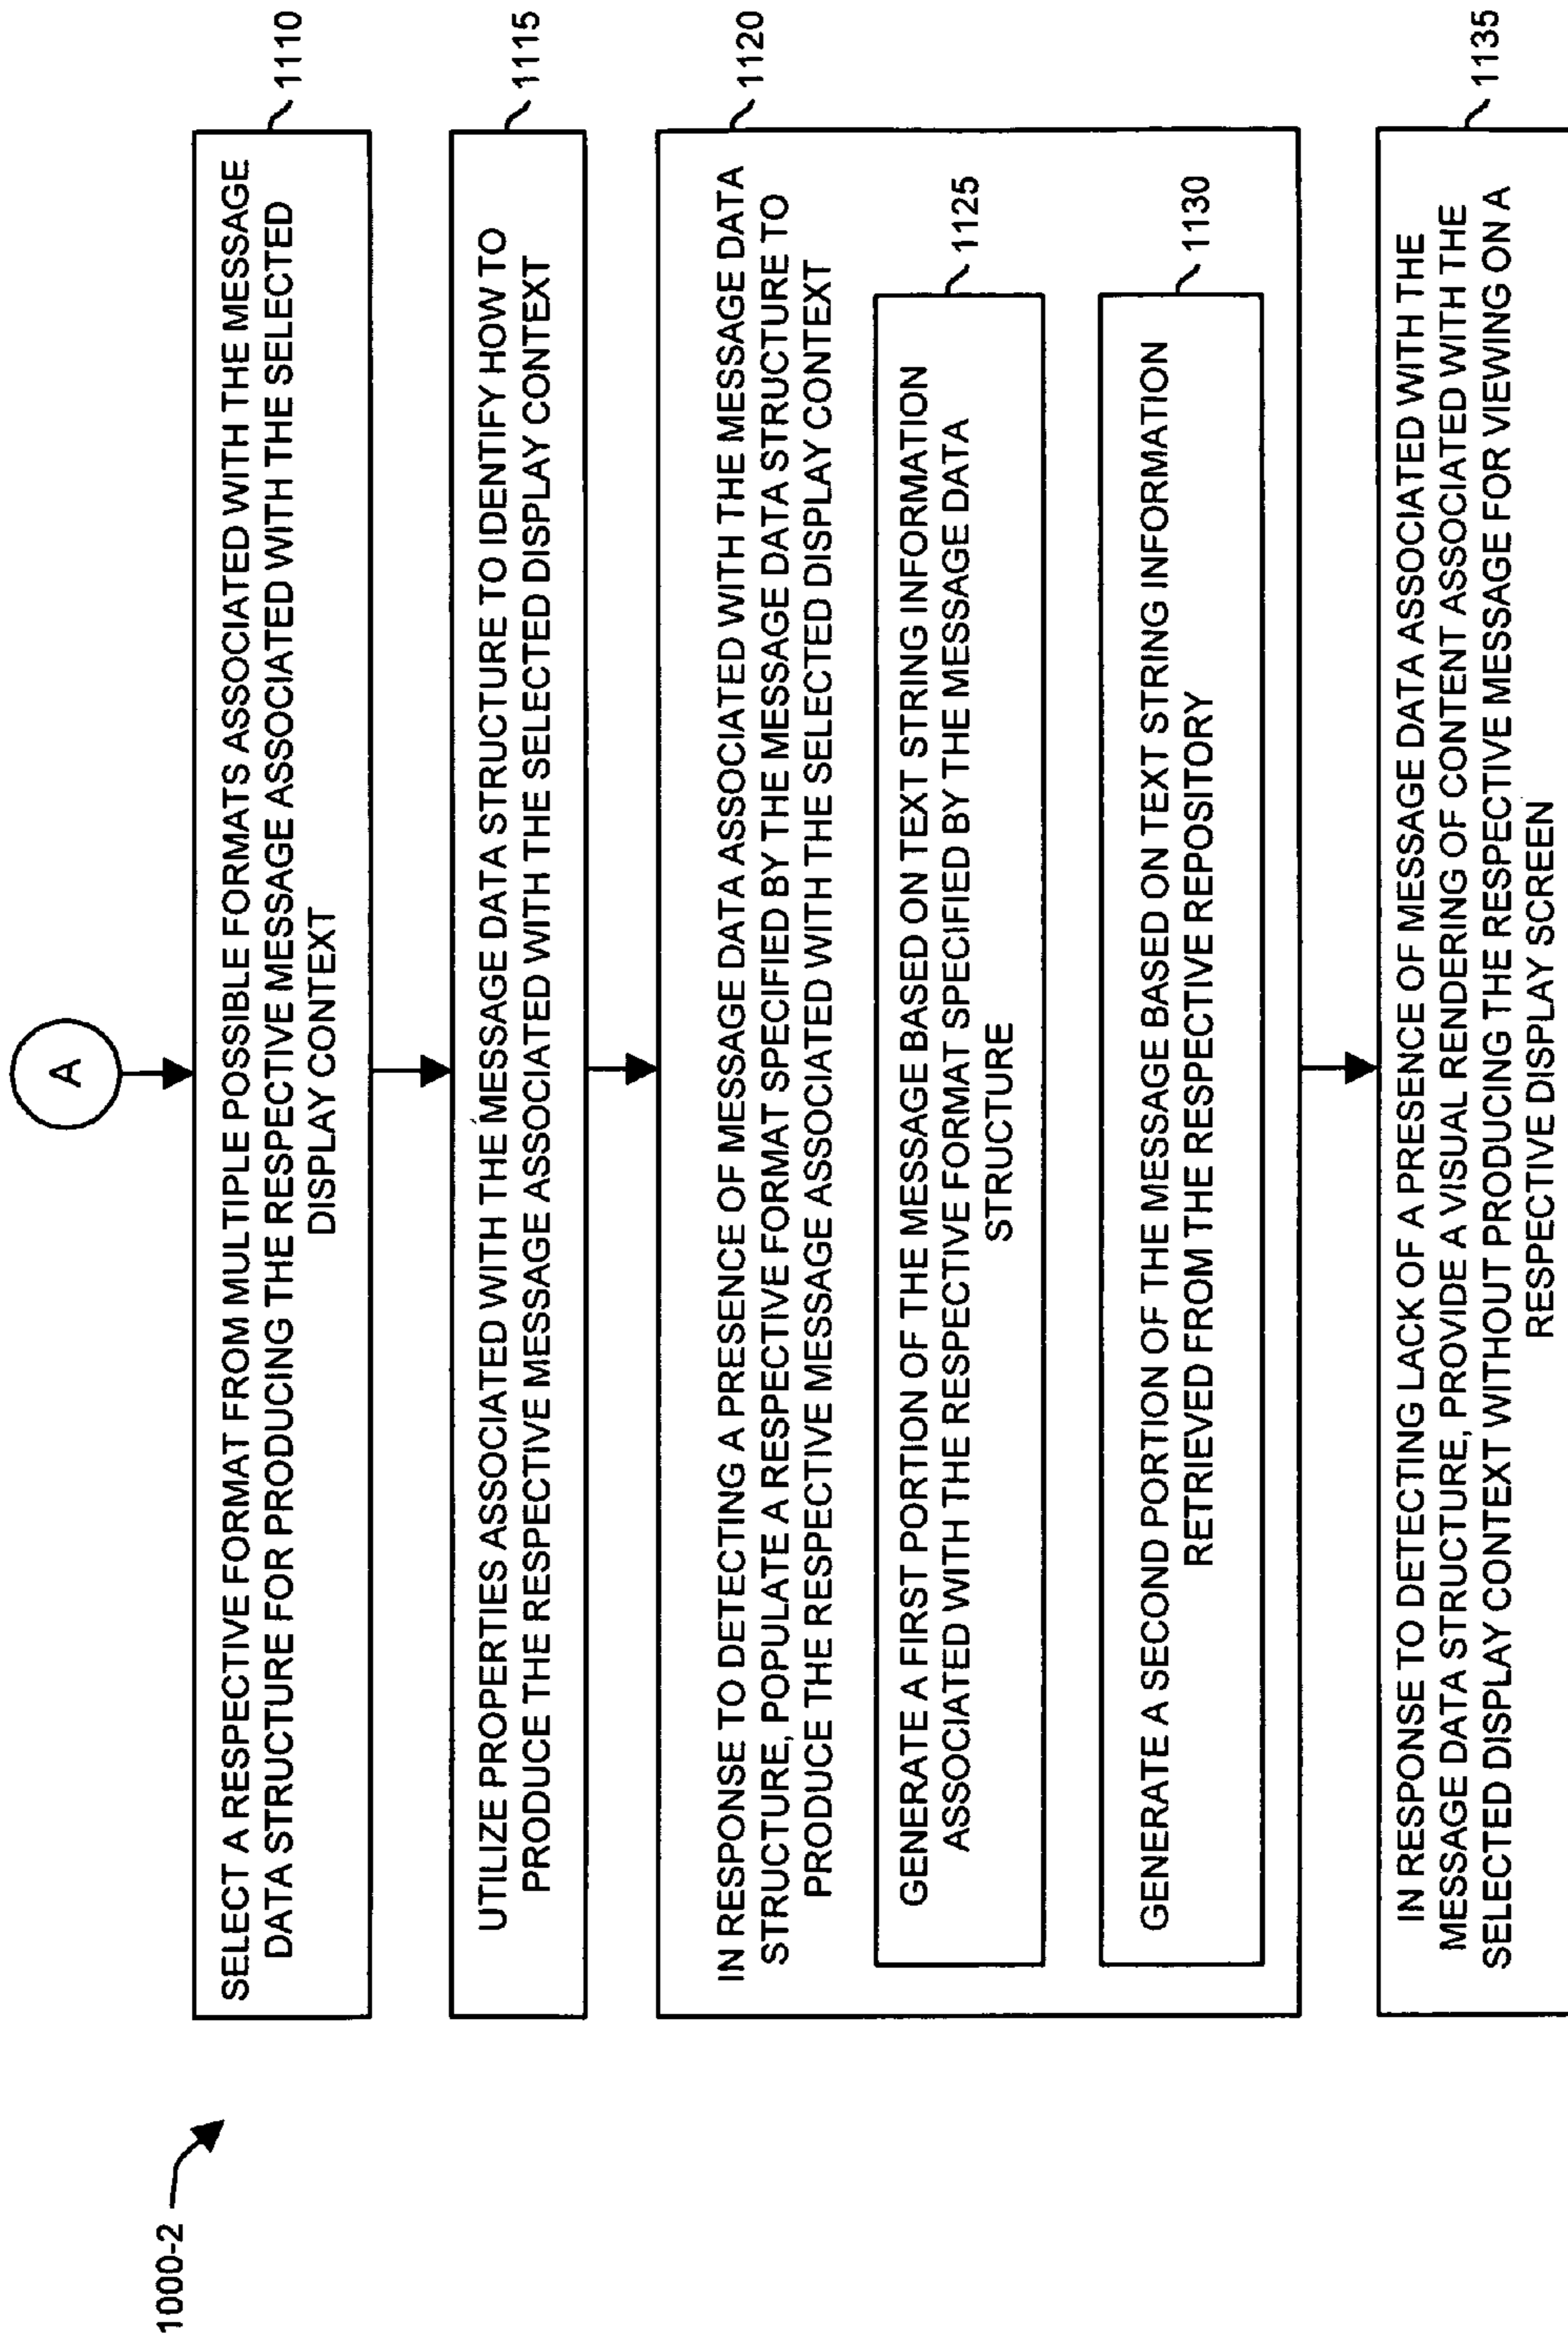 1000-2
A
SELECT A RESPECTIVE FORMAT FROM MULTIPLE POSSIBLE FORMATS ASSOCIATED WITH THE MESSAGE
DATA STRUCTURE FOR PRODUCING THE RESPECTIVE MESSAGE ASSOCIATED WITH THE SELECTED
DISPLAY CONTEXT
1110
UTILIZE PROPERTIES ASSOCIATED WITH THE MESSAGE DATA STRUCTURE TO IDENTIFY HOW TO
PRODUCE THE RESPECTIVE MESSAGE ASSOCIATED WITH THE SELECTED DISPLAY CONTEXT
1115
IN RESPONSE TO DETECTING A PRESENCE OF MESSAGE DATA ASSOCIATED WITH THE MESSAGE DATA
STRUCTURE, POPULATE A RESPECTIVE FORMAT SPECIFIED BY THE MESSAGE DATA STRUCTURE TO
PRODUCE THE RESPECTIVE MESSAGE ASSOCIATED WITH THE SELECTED DISPLAY CONTEXT
1120
GENERATE A FIRST PORTION OF THE MESSAGE BASED ON TEXT STRING INFORMATION
ASSOCIATED WITH THE RESPECTIVE FORMAT SPECIFIED BY THE MESSAGE DATA
STRUCTURE
1125
GENERATE A SECOND PORTION OF THE MESSAGE BASED ON TEXT STRING INFORMATION
RETRIEVED FROM THE RESPECTIVE REPOSITORY
1130
IN RESPONSE TO DETECTING LACK OF A PRESENCE OF MESSAGE DATA ASSOCIATED WITH THE
MESSAGE DATA STRUCTURE, PROVIDE A VISUAL RENDERING OF CONTENT ASSOCIATED WITH THE
SELECTED DISPLAY CONTEXT WITHOUT PRODUCING THE RESPECTIVE MESSAGE FOR VIEWING ON A
RESPECTIVE DISPLAY SCREEN
1135